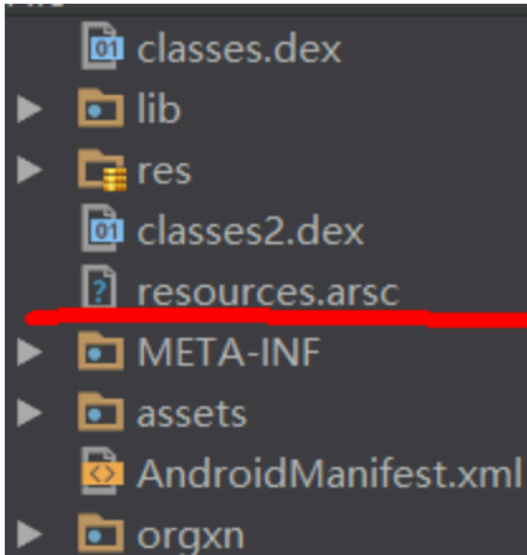 classes.dex
lib
res
classes2.dex
resources.arsc
META-INF
assets
AndroidManifest.xml
orgxn